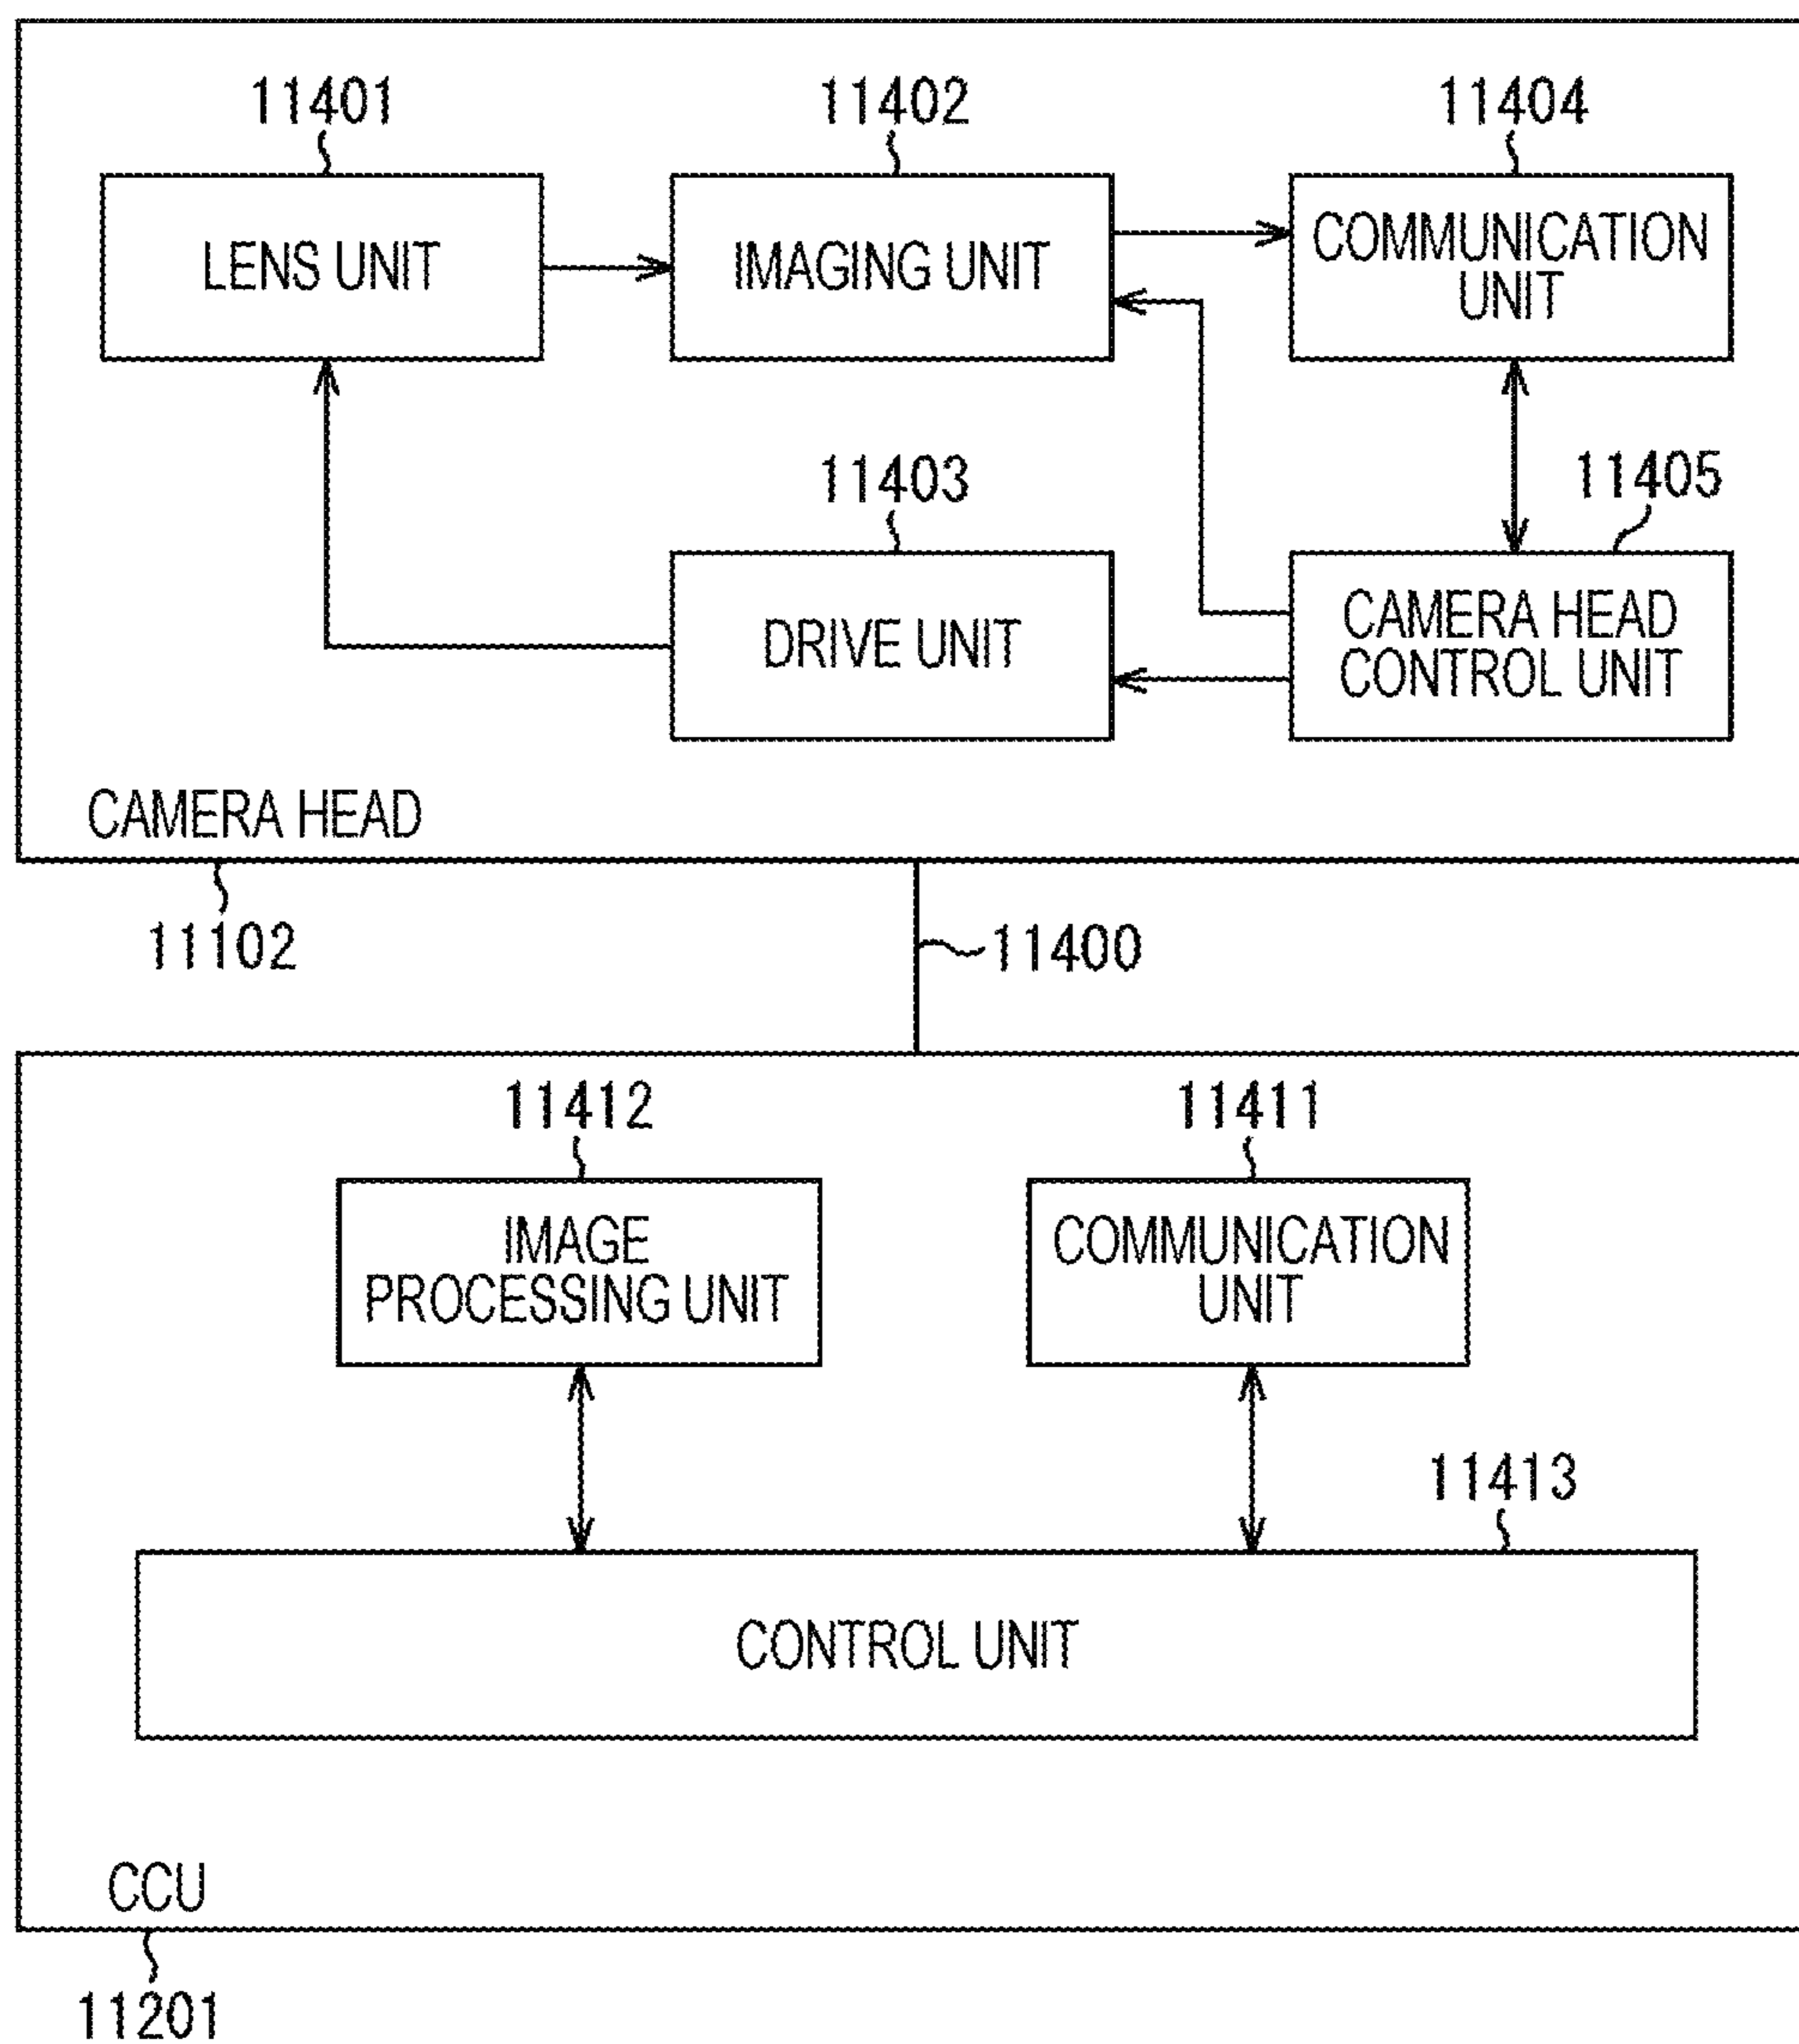 11401
11402
11404
LENS UNIT
IMAGING UNIT
COMMUNICATION
UNIT
11403
11405
DRIVE UNIT
CAMERA HEAD
CONTROL UNIT
CAMERA HEAD
11102
11400
11412
11411
IMAGE
PROCESSING UNIT
COMMUNICATION
UNIT
11413
CONTROL UNIT
CCU
11201